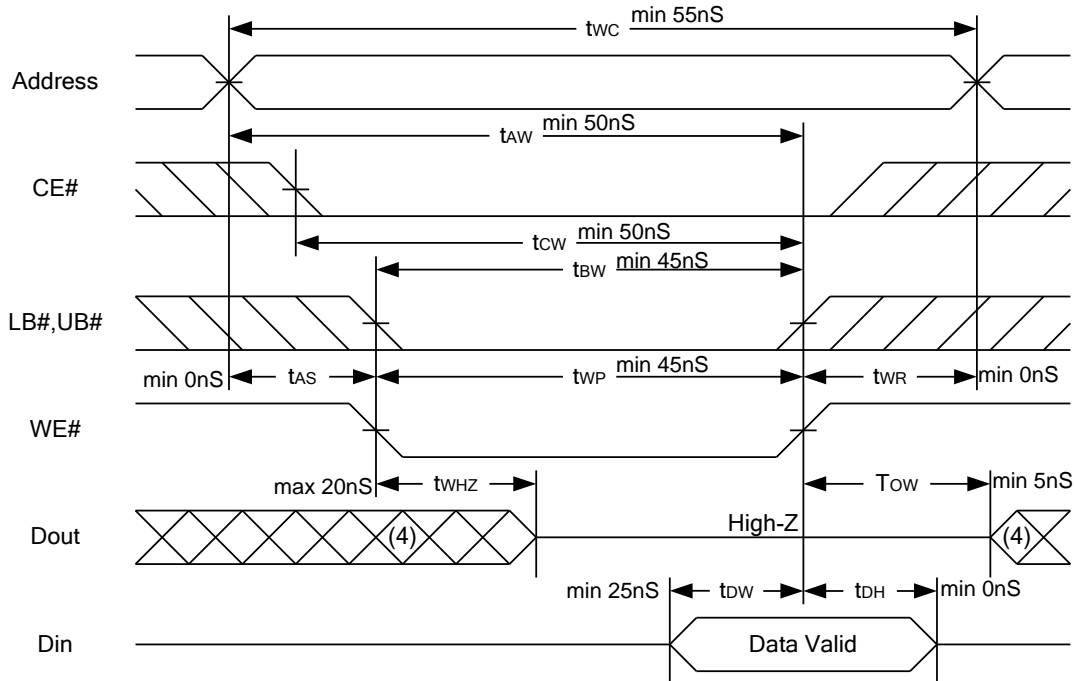 tWC min 55nS
Address
tAW min 50nS
CE#
tCW min 50nS
tBW min 45nS
LB#,UB#
min 0nS tAS tWP min 45nS tWR min 0nS
WE#
max 20nS tWHZ TOW min 5nS
Dout (4) High-Z (4)
min 25nS tDW tDH min 0nS
Din Data Valid